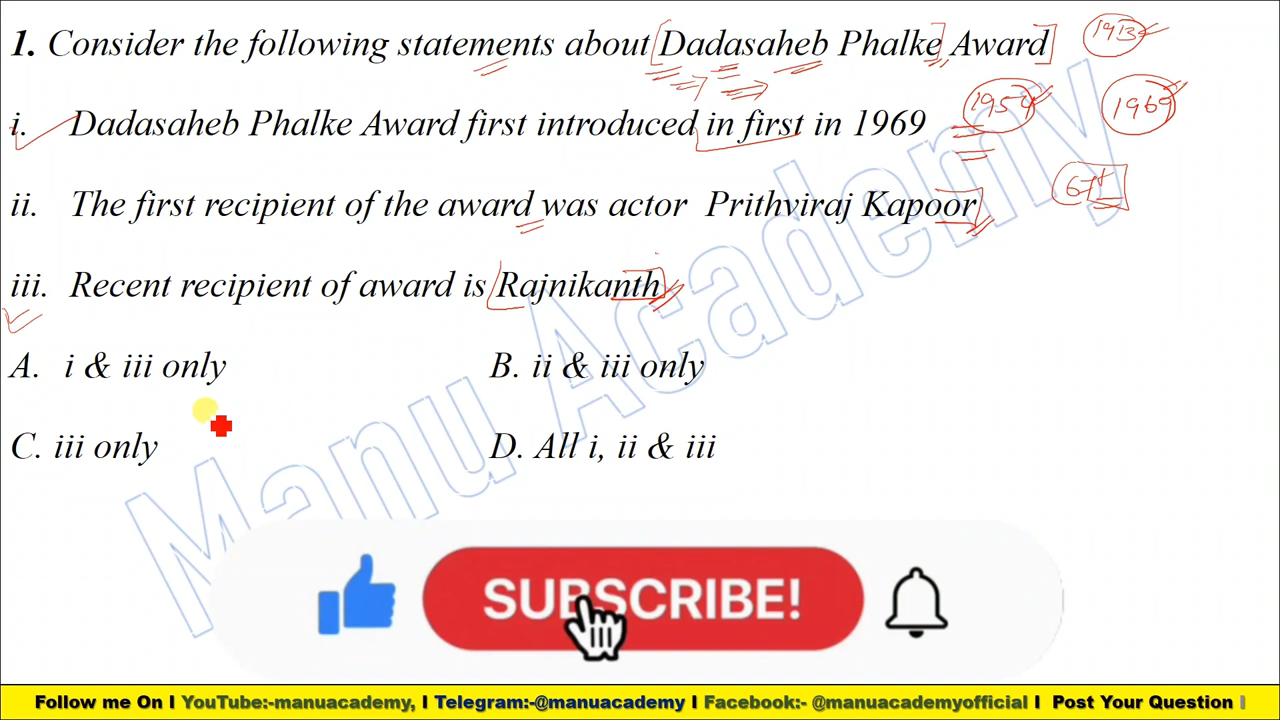 1. Consider the following statements about [Dadasaheb Phalke] Award] 1913
i. Dadasaheb Phalke Award first introduced in first in 1969 1954 1969
ii. The first recipient of the award was actor Prithviraj Kapoor 67th
iii. Recent recipient of award is Rajnikanth
A. i & iii only B. ii & iii only
C. iii only D. All i, ii & iii
Manu Academy
SUBSCRIBE!
Follow me On I YouTube:-manuacademy, I Telegram:-@manuacademy I Facebook:- @manuacademyofficial I Post Your Question I